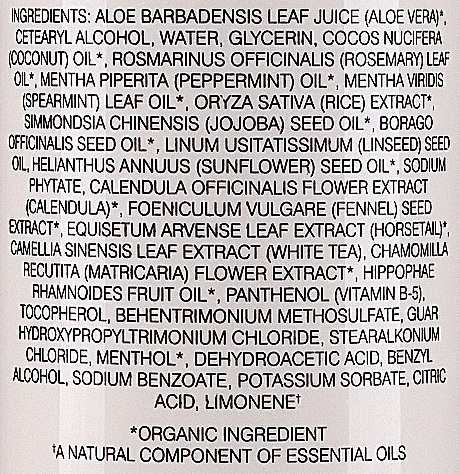 INGREDIENTS: ALOE BARBADENSIS LEAF JUICE (ALOE VERA)*,
CETEARYL ALCOHOL, WATER, GLYCERIN, COCOS NUCIFERA
(COCONUT) OIL*, ROSMARINUS OFFICINALIS (ROSEMARY) LEAF
OIL*, MENTHA PIPERITA (PEPPERMINT) OIL*, MENTHA VIRIDIS
(SPEARMINT) LEAF OIL*, ORYZA SATIVA (RICE) EXTRACT*,
SIMMONDSIA CHINENSIS (JOJOBA) SEED OIL*, BORAGO
OFFICINALIS SEED OIL*, LINUM USITATISSIMUM (LINSEED) SEED
OIL, HELIANTHUS ANNUUS (SUNFLOWER) SEED OIL*, SODIUM
PHYTATE, CALENDULA OFFICINALIS FLOWER EXTRACT
(CALENDULA)*, FOENICULUM VULGARE (FENNEL) SEED
EXTRACT*, EQUISETUM ARVENSE LEAF EXTRACT (HORSETAIL)*,
CAMELLIA SINENSIS LEAF EXTRACT (WHITE TEA), CHAMOMILLA
RECUTITA (MATRICARIA) FLOWER EXTRACT*, HIPPOPHAE
RHAMNOIDES FRUIT OIL*, PANTHENOL (VITAMIN B-5),
TOCOPHEROL, BEHENTRIMONIUM METHOSULFATE, GUAR
HYDROXYPROPYLTRIMONIUM CHLORIDE, STEARALKONIUM
CHLORIDE, MENTHOL*, DEHYDROACETIC ACID, BENZYL
ALCOHOL, SODIUM BENZOATE, POTASSIUM SORBATE, CITRIC
ACID, LIMONENE†
*ORGANIC INGREDIENT
†A NATURAL COMPONENT OF ESSENTIAL OILS